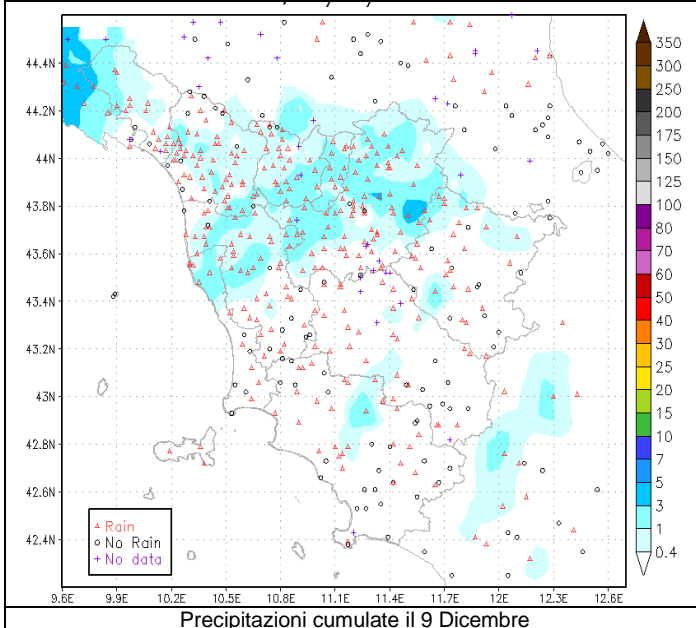 44.4N
44.2N
44N
43.8N
43.6N
43.4N
43.2N
43N
42.8N
42.6N
42.4N
9.6E 9.9E 10.2E 10.5E 10.8E 11.1E 11.4E 11.7E 12E 12.3E 12.6E
Rain
No Rain
No data
350
300
250
200
175
150
125
100
80
70
60
50
40
30
25
20
15
10
7
5
3
1
0.4
Precipitazioni cumulate il 9 Dicembre